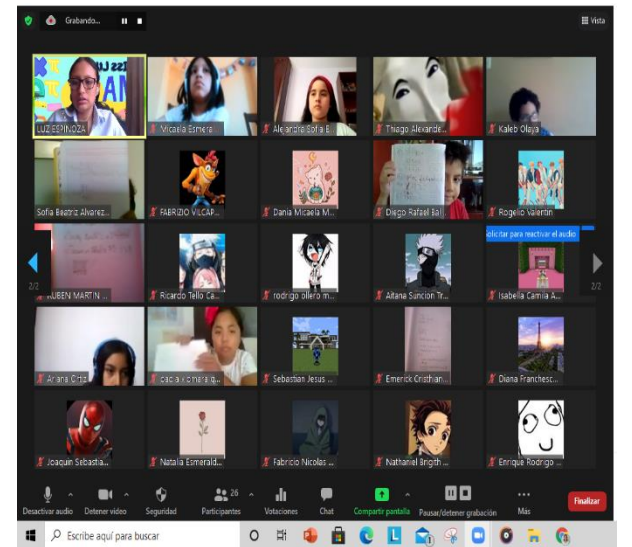 Grabando...
Vista
LUZ ESPINOZA
Micaela Esmera...
Alejandra Sofia B...
Thiago Alexande...
Kaleb Olaya
Sofia Beatriz Alvarez...
FABRIZIO VILCAP...
Dania Micaela M...
Diego Rafael Bal...
Rogelio Valentin
solicitar para reactivar el audio
2/2
2/2
RUBEN MARTIN ...
Ricardo Tello Ca...
rodrigo ollero m...
Aitana Suncion Tr...
Isabella Camila A...
Ariana Ortiz
Sebastian Jesus ...
Emerick Cristhian...
Diana Franchesc...
Joaquin Sebastia...
Natalia Esmerald...
Fabricio Nicolas ...
Nathaniel Brigith ...
Enrique Rodrigo ...
26
Desactivar audio
Detener video
Seguridad
Participantes
Votaciones
Chat
Compartir pantalla
Pausar/detener grabación
Más
Finalizar
Escribe aquí para buscar